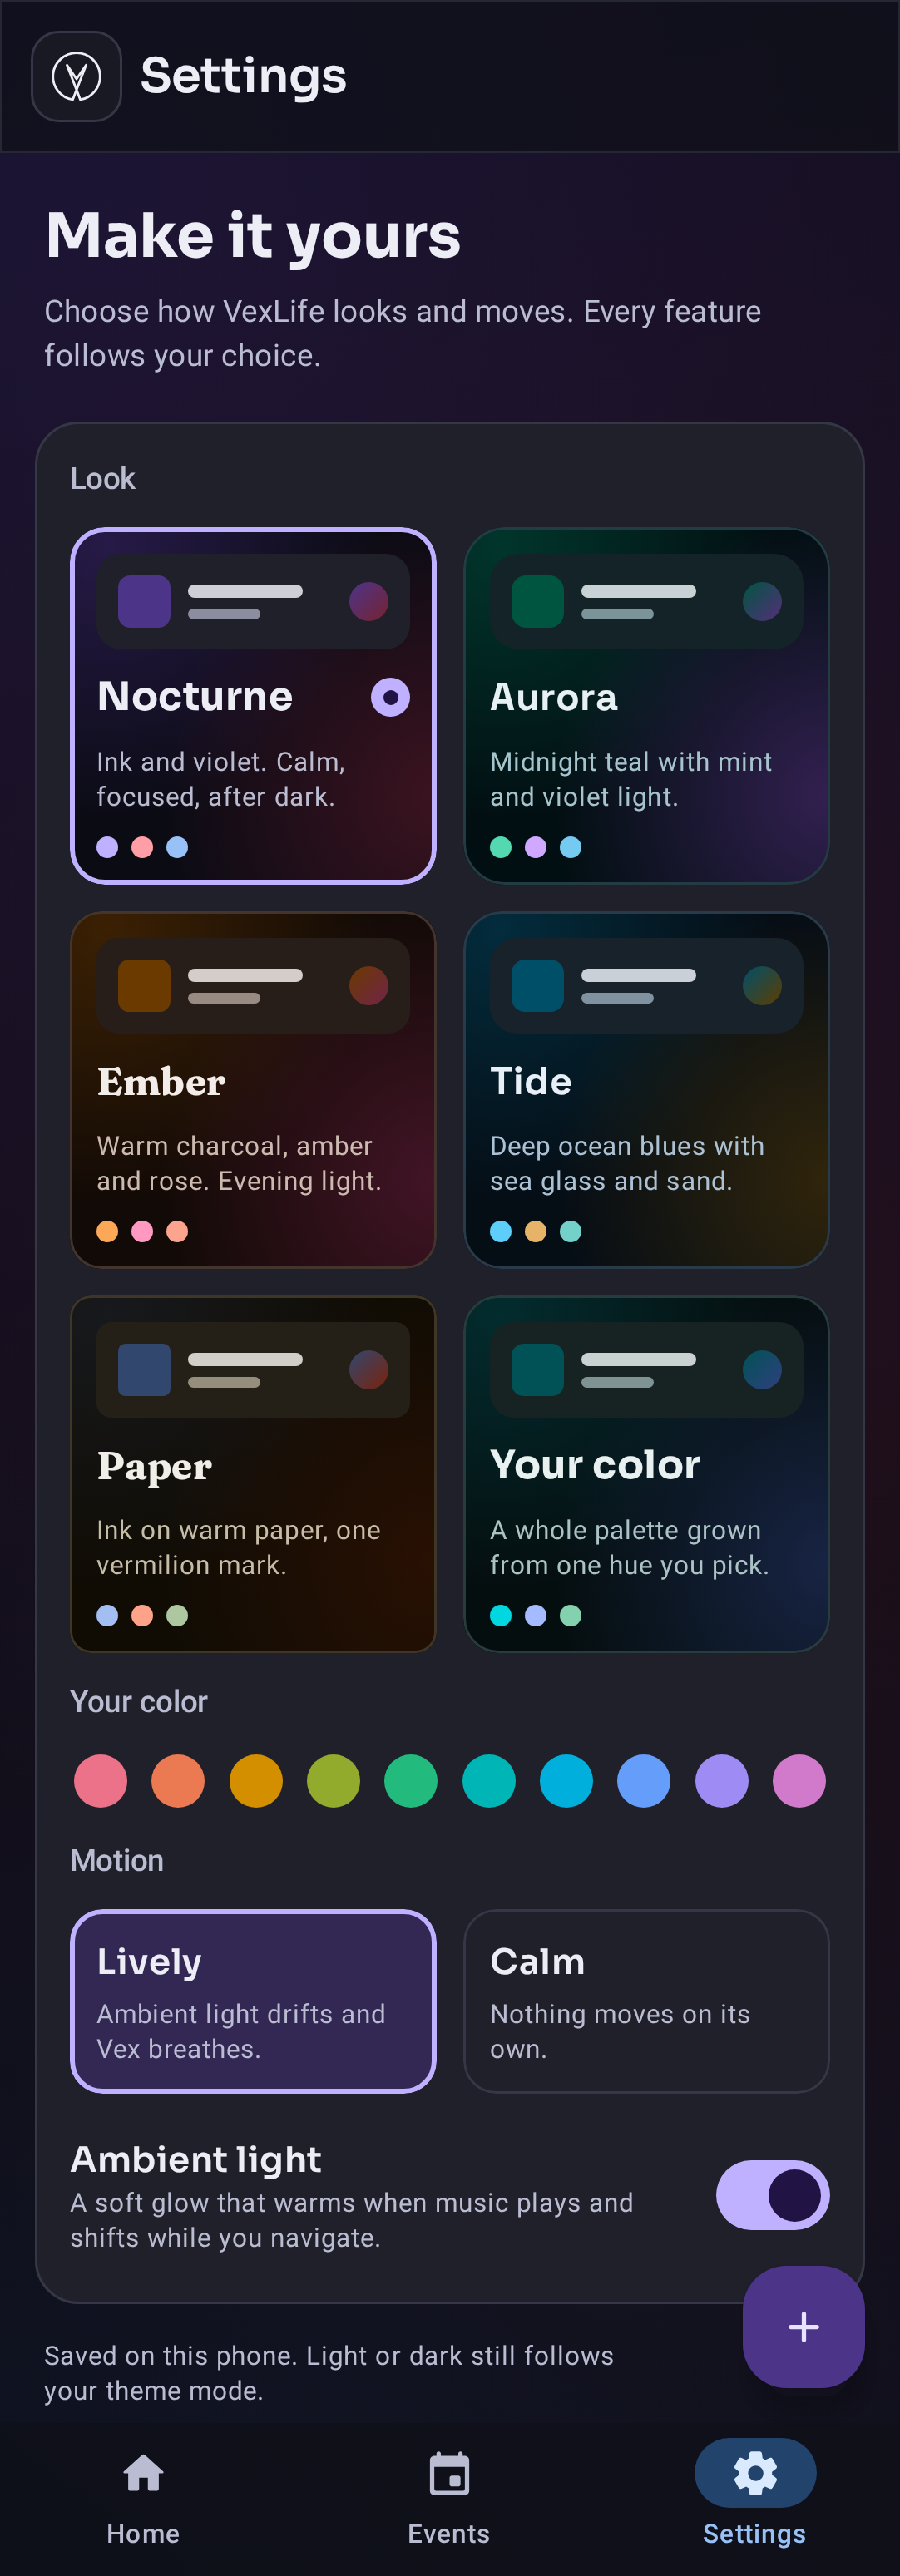 Settings
Make it yours
Choose how VexLife looks and moves. Every feature
follows your choice.
Look
Nocturne
Ink and violet. Calm,
focused, after dark.
Aurora
Midnight teal with mint
and violet light.
Ember
Warm charcoal, amber
and rose. Evening light.
Tide
Deep ocean blues with
sea glass and sand.
Paper
Ink on warm paper, one
vermilion mark.
Your color
A whole palette grown
from one hue you pick.
Your color
Motion
Lively
Ambient light drifts and
Vex breathes.
Calm
Nothing moves on its
own.
Ambient light
A soft glow that warms when music plays and
shifts while you navigate.
Saved on this phone. Light or dark still follows
your theme mode.
Home
Events
Settings